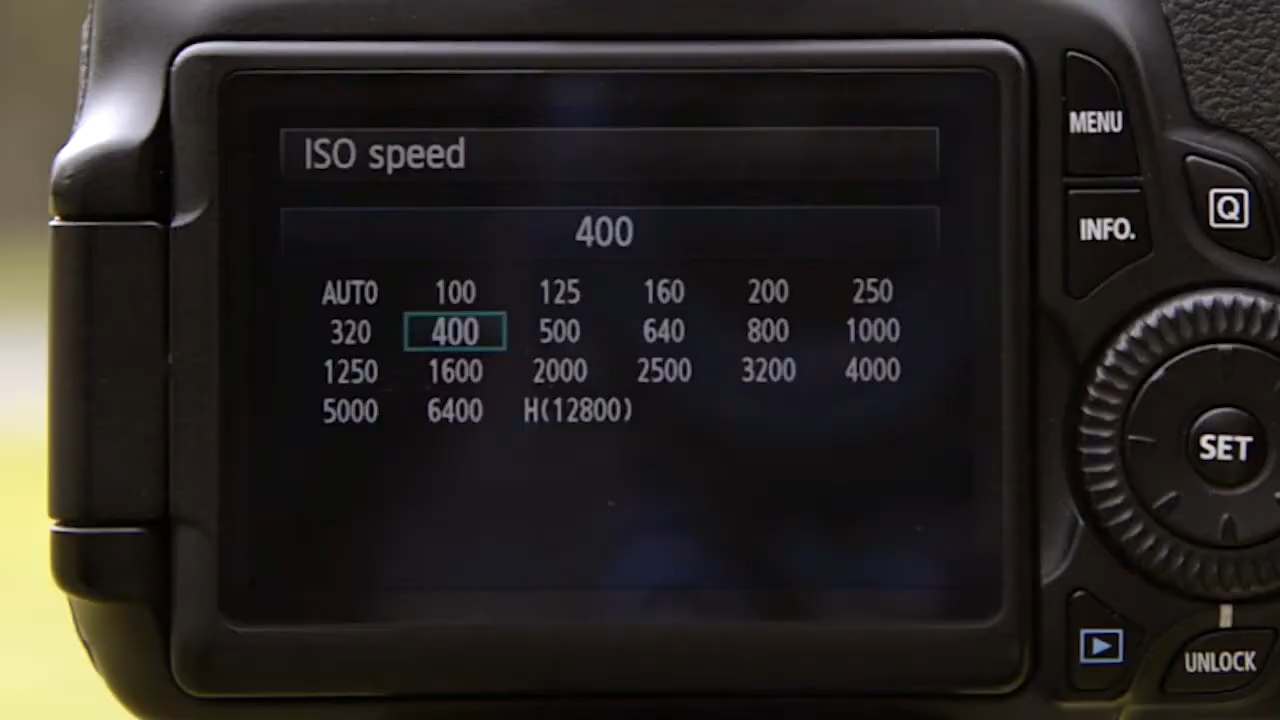 ISO speed
400
AUTO 100 125 160 200 250
320 400 500 640 800 1000
1250 1600 2000 2500 3200 4000
5000 6400 H(12800)
MENU
Q
INFO.
SET
UNLOCK